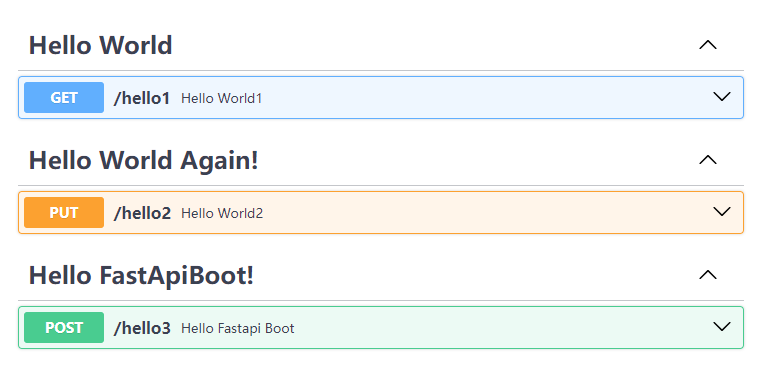 Hello World
GET /hello1 Hello World1
Hello World Again!
PUT /hello2 Hello World2
Hello FastApiBoot!
POST /hello3 Hello Fastapi Boot